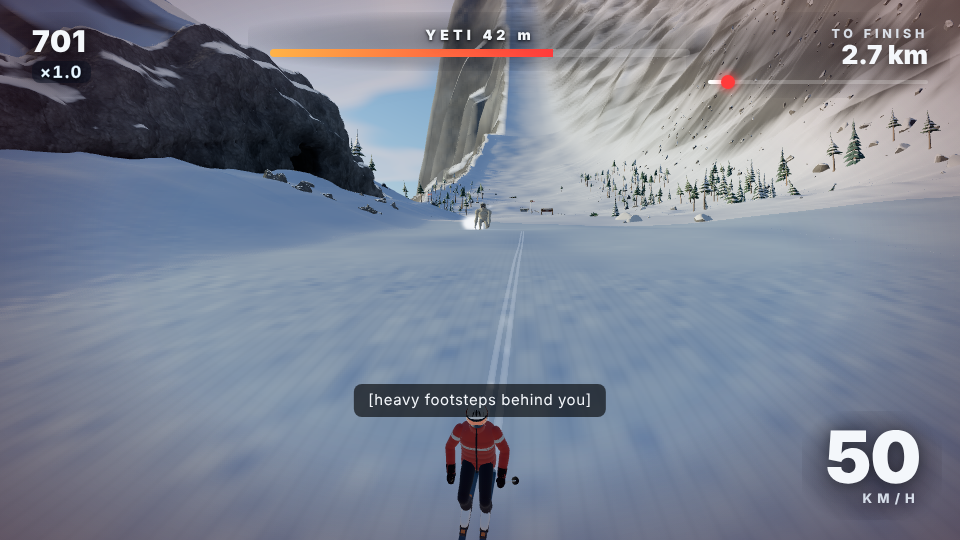 701
×1.0
YETI 42 m
TO FINISH
2.7 km
[heavy footsteps behind you]
50
KM/H